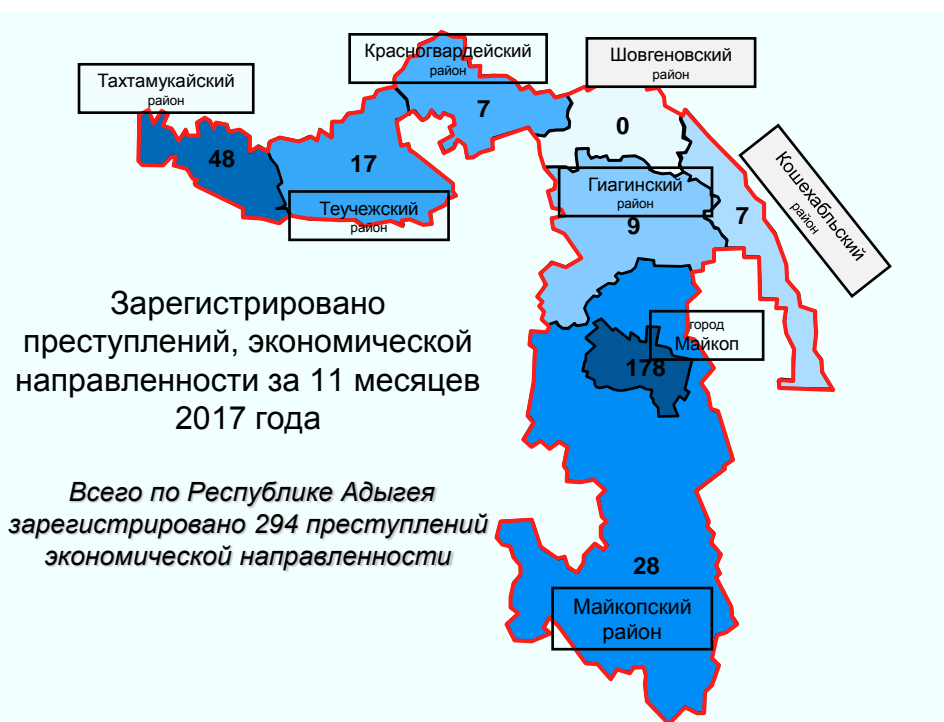 Красногвардейский
район
Шовгеновский
район
Тахтамукайский
район
7
0
48
17
Кошехабльский
район
Гиагинский
район
7
Теучежский
район
9
Зарегистрировано
преступлений, экономической
направленности за 11 месяцев
2017 года
город
Майкоп
178
Всего по Республике Адыгея
зарегистрировано 294 преступлений
экономической направленности
28
Майкопский
район